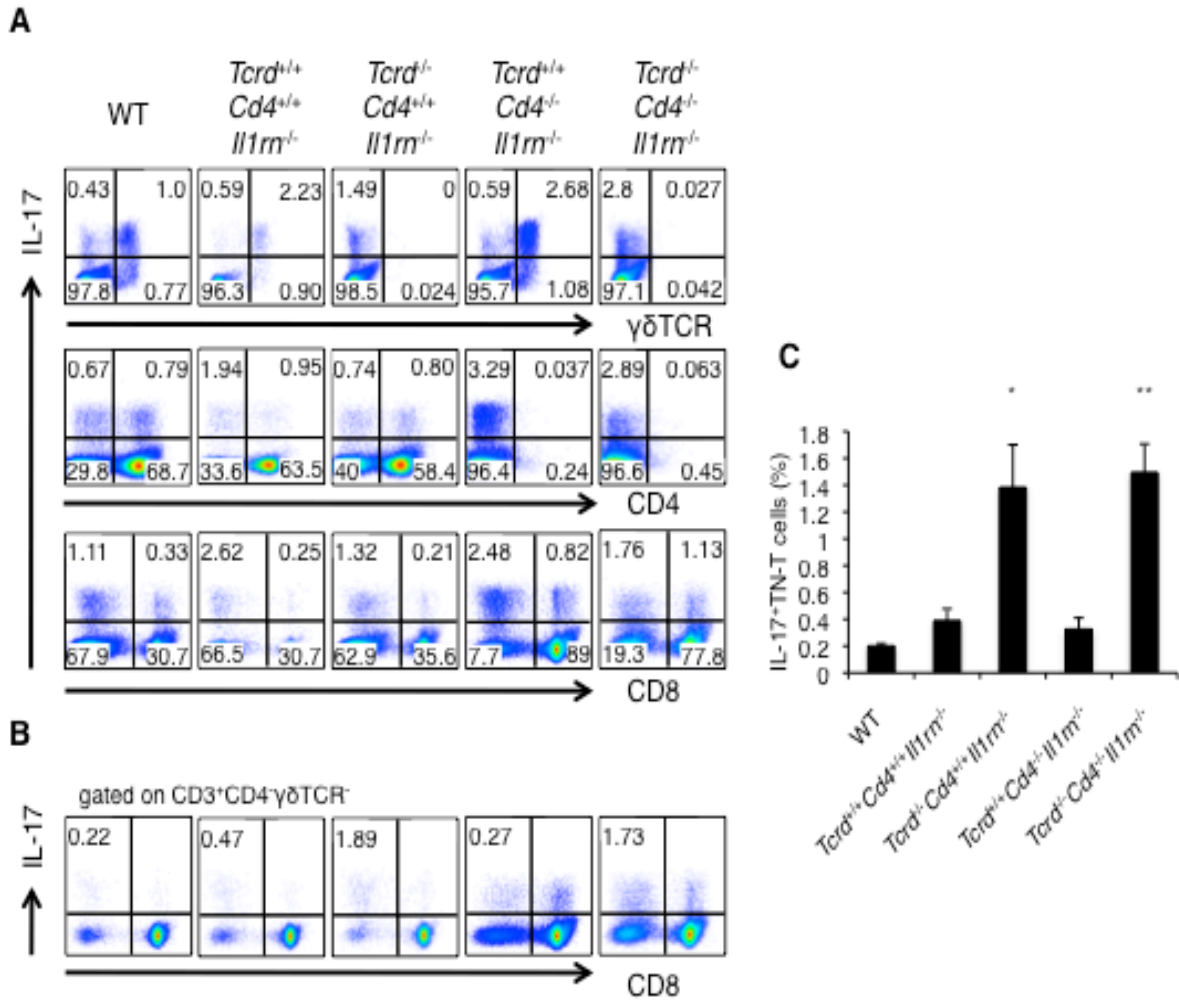 A
WT
Tcrd+/+ Tcrd-/- Tcrd+/+ Tcrd-/-
Cd4+/+ Cd4+/+ Cd4-/- Cd4-/-
Il1rn-/- Il1rn-/- Il1rn-/- Il1rn-/-
IL-17
0.43 1.0 0.59 2.23 1.49 0 0.59 2.68 2.8 0.027
97.8 0.77 96.3 0.90 98.5 0.024 95.7 1.08 97.1 0.042
γδTCR
0.67 0.79 1.94 0.95 0.74 0.80 3.29 0.037 2.89 0.063
29.8 68.7 33.6 63.5 40 58.4 96.4 0.24 96.6 0.45
CD4
1.11 0.33 2.62 0.25 1.32 0.21 2.48 0.82 1.76 1.13
67.9 30.7 66.5 30.7 62.9 35.6 7.7 89 19.3 77.8
CD8
B
gated on CD3+CD4-γδTCR-
IL-17
0.22 0.47 1.89 0.27 1.73
CD8
C
* **
IL-17+TN-T cells (%)
1.8
1.6
1.4
1.2
1
0.8
0.6
0.4
0.2
0
WT
Tcrd+/+Cd4+/+Il1rn-/-
Tcrd-/-Cd4+/+Il1rn-/-
Tcrd+/+Cd4-/-Il1rn-/-
Tcrd-/-Cd4-/-Il1rn-/-